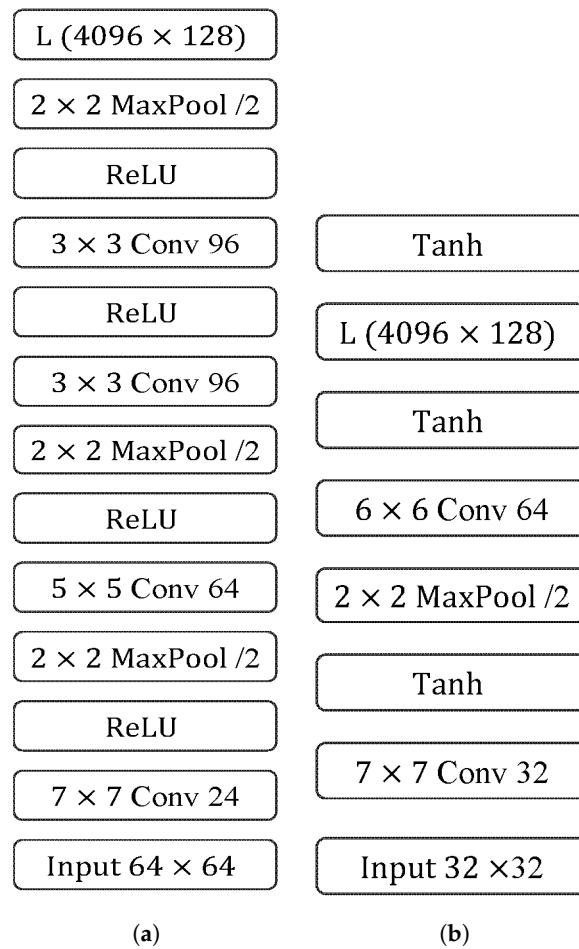 L (4096 × 128)
2 × 2 MaxPool /2
ReLU
3 × 3 Conv 96
ReLU
3 × 3 Conv 96
2 × 2 MaxPool /2
ReLU
5 × 5 Conv 64
2 × 2 MaxPool /2
ReLU
7 × 7 Conv 24
Input 64 × 64
(a)
Tanh
L (4096 × 128)
Tanh
6 × 6 Conv 64
2 × 2 MaxPool /2
Tanh
7 × 7 Conv 32
Input 32 ×32
(b)